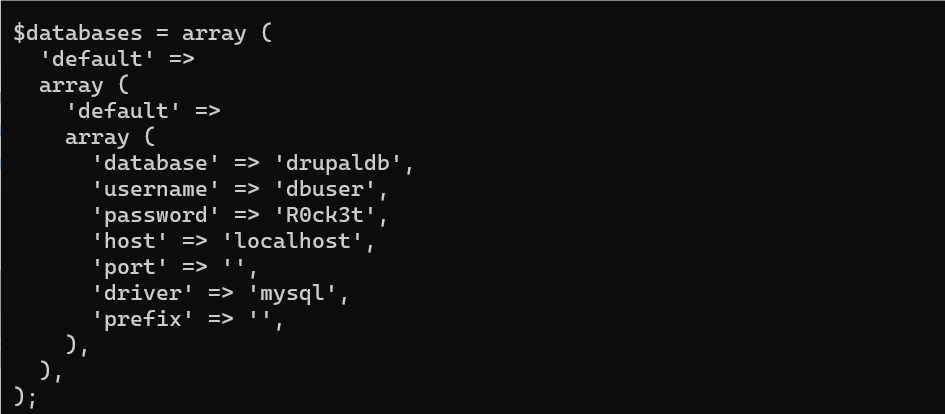 $databases = array (
  'default' =>
  array (
    'default' =>
    array (
      'database' => 'drupaldb',
      'username' => 'dbuser',
      'password' => 'R0ck3t',
      'host' => 'localhost',
      'port' => '',
      'driver' => 'mysql',
      'prefix' => '',
    ),
  ),
);